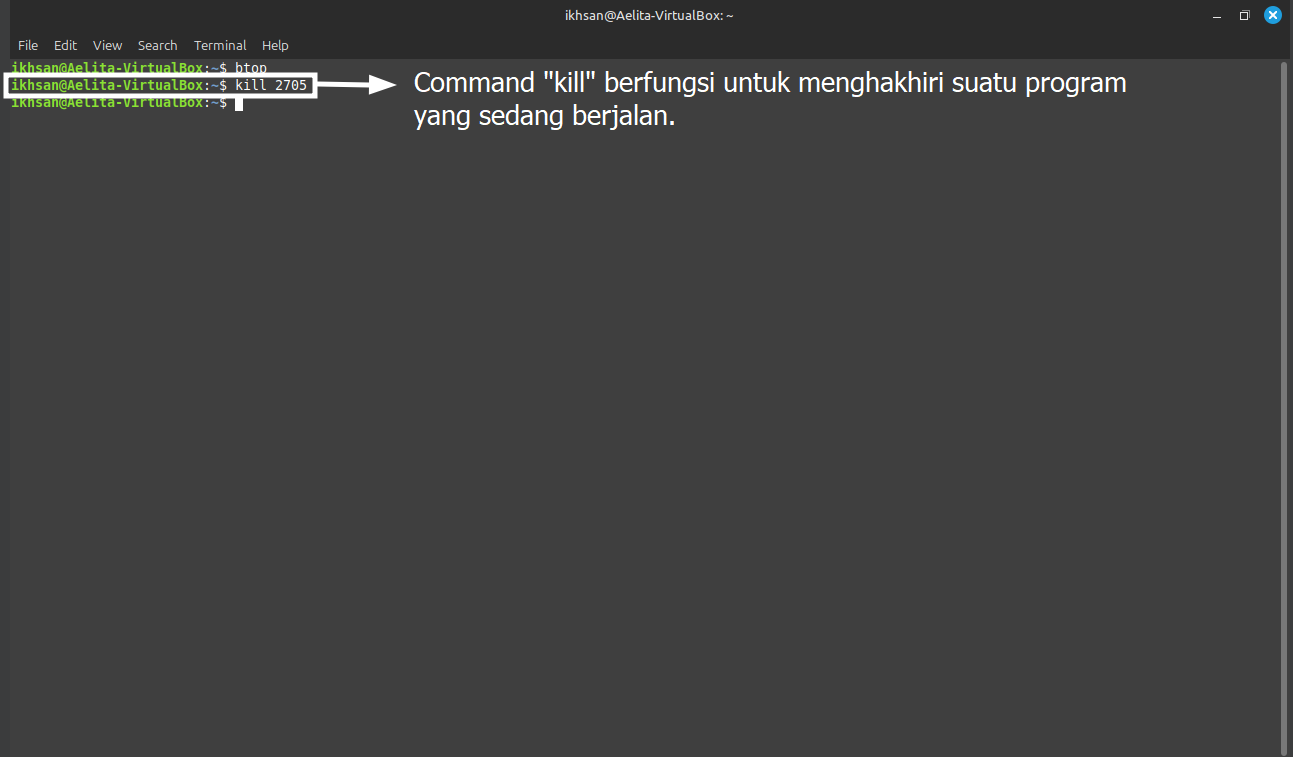 ikhsan@Aelita-VirtualBox: ~
File Edit View Search Terminal Help
ikhsan@Aelita-VirtualBox:~$ btop
ikhsan@Aelita-VirtualBox:~$ kill 2705
ikhsan@Aelita-VirtualBox:~$
Command "kill" berfungsi untuk menghakhiri suatu program
yang sedang berjalan.